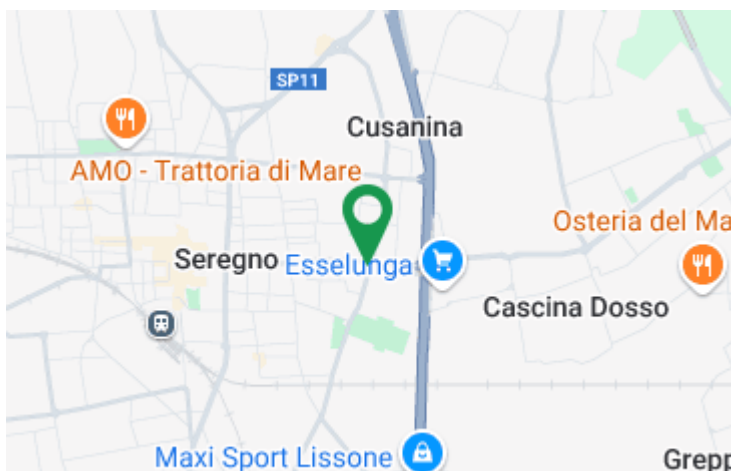 SP11
Cusanina
AMO - Trattoria di Mare
Osteria del Ma
Seregno
Esselunga
Cascina Dosso
Maxi Sport Lissone
Grepp